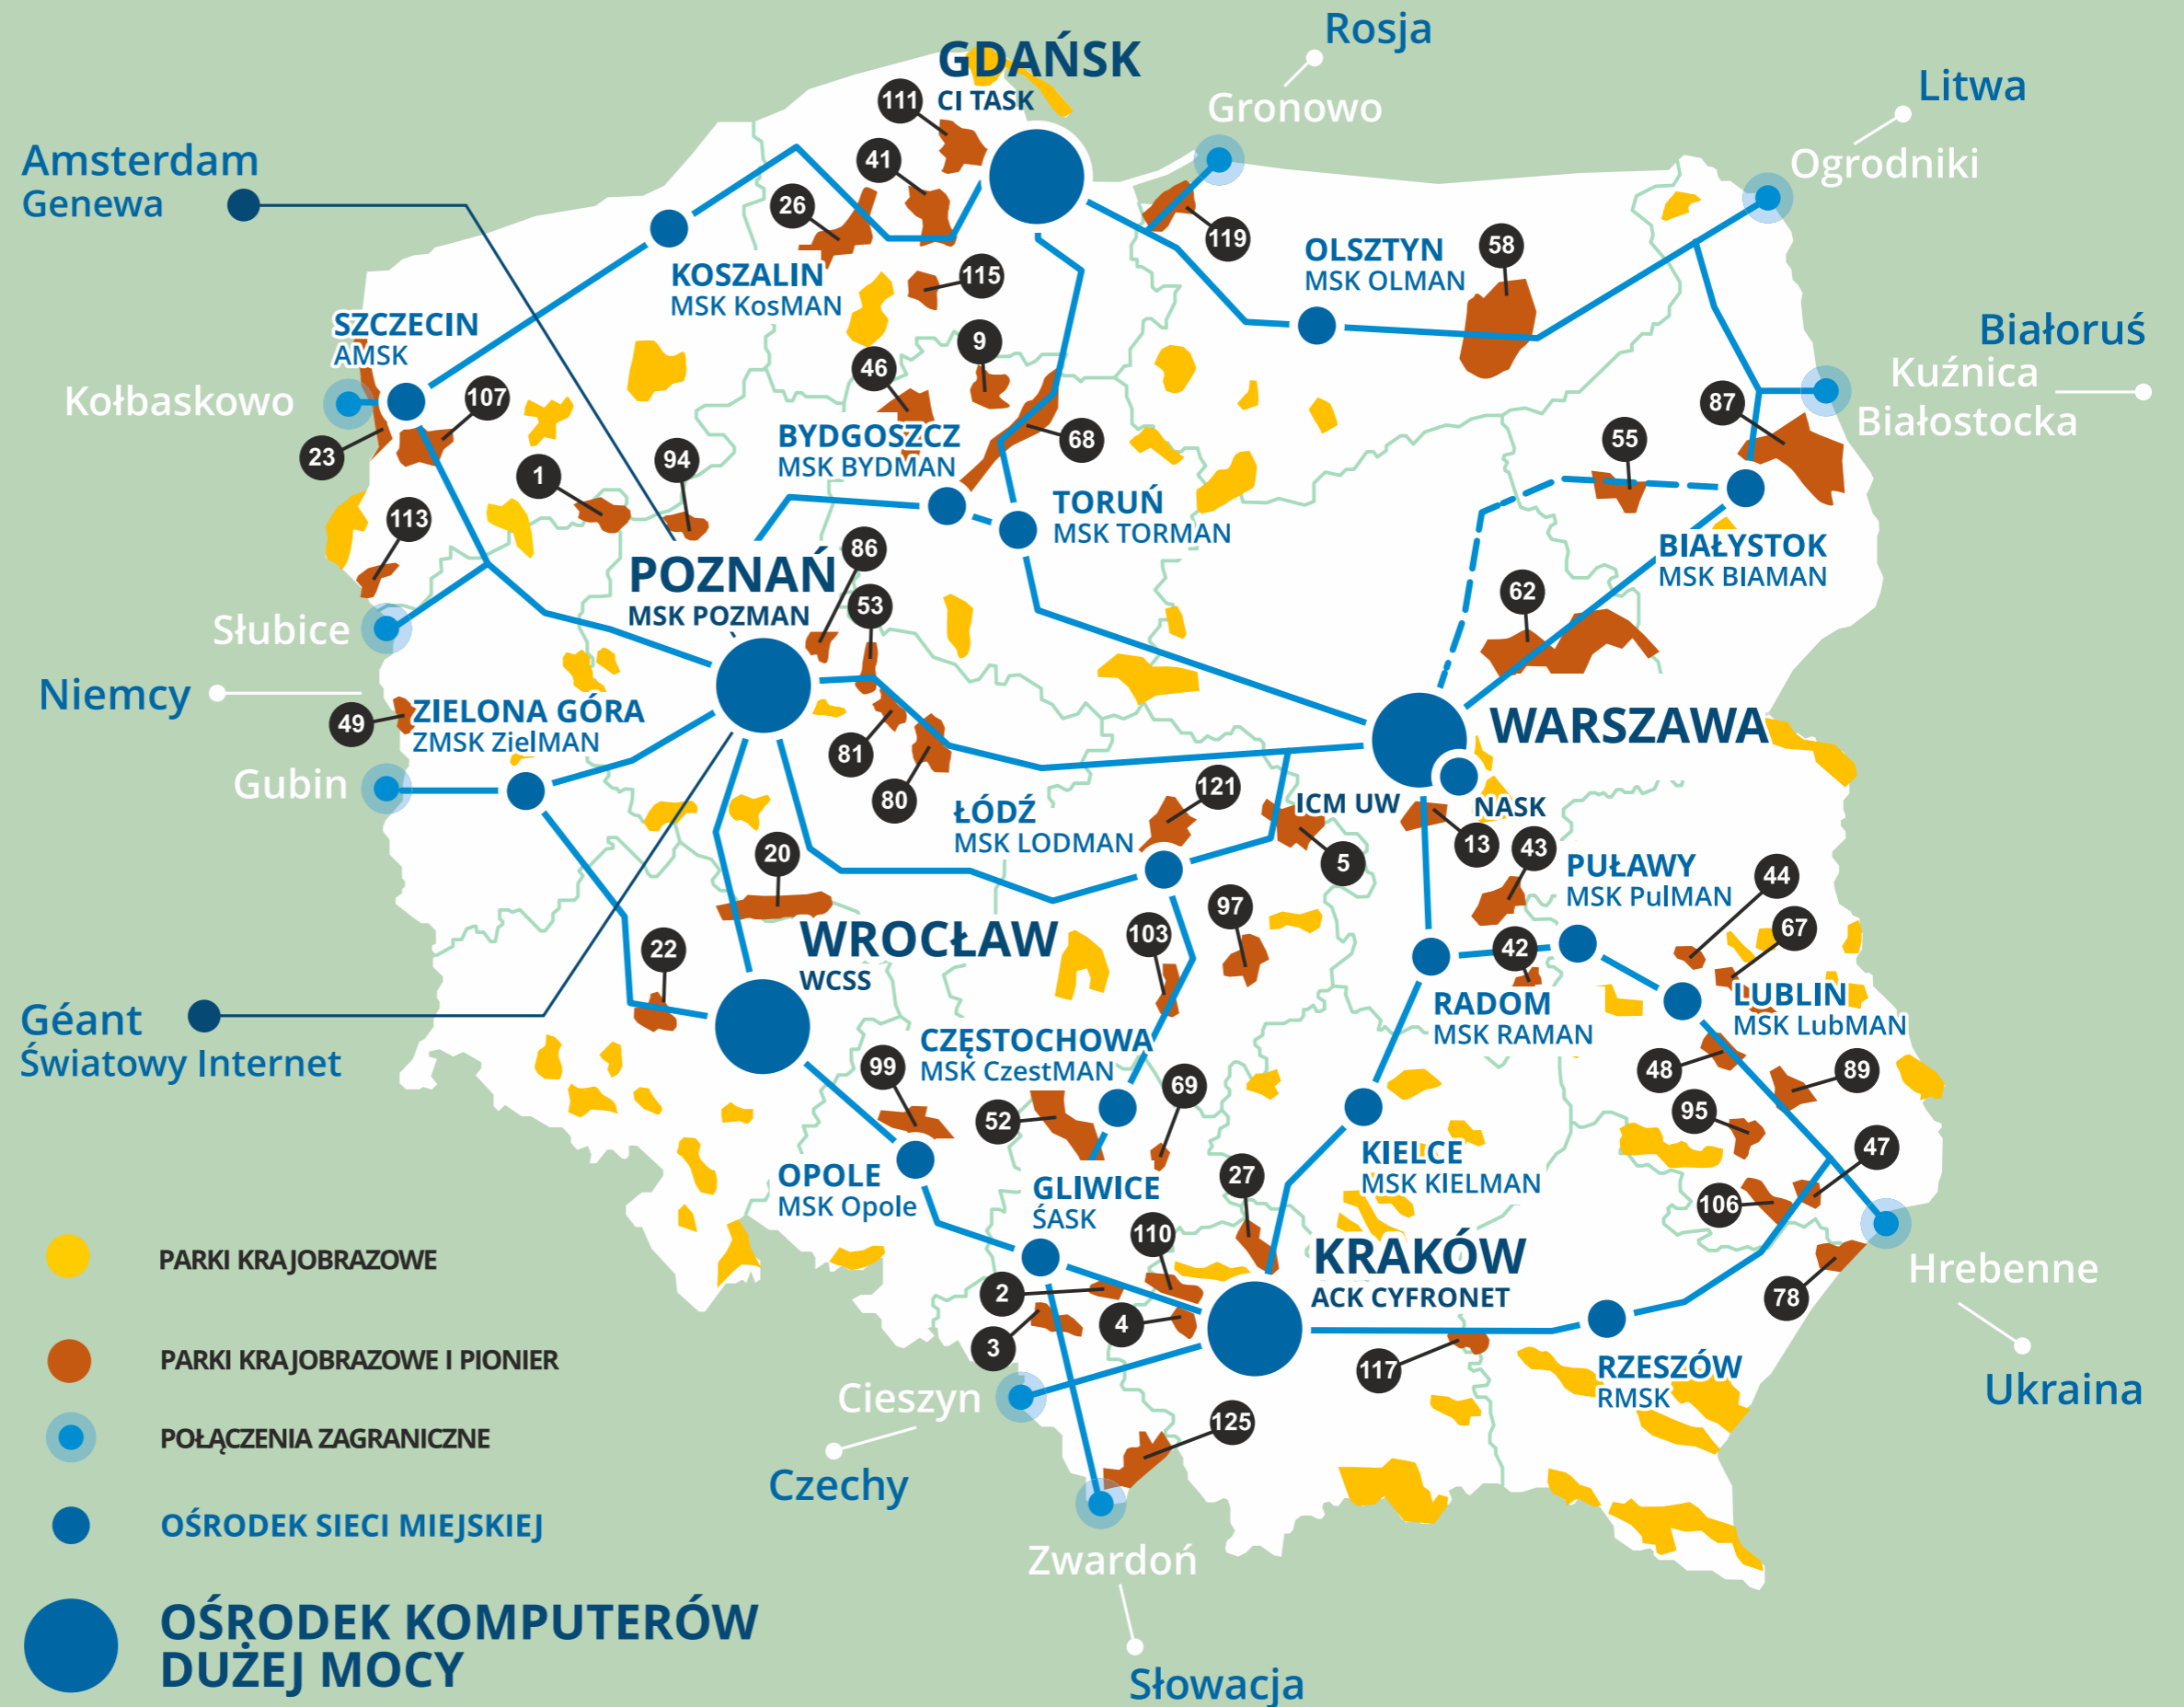 Rosja
GDAŃSK
CI TASK
Litwa
111
Gronowo
Amsterdam
Genewa
41
Ogrodniki
26
119
OLSZTYN
MSK OLMAN
58
KOSZALIN
MSK KosMAN
115
SZCZECIN
AMSK
Białoruś
9
46
Kuźnica
Białostocka
Kołbaskowo
107
87
23
BYDGOSZCZ
MSK BYDMAN
68
55
1
94
113
TORUŃ
MSK TORMAN
POZNAŃ
MSK POZMAN
86
BIAŁYSTOK
MSK BIAMAN
53
62
Słubice
Niemcy
49
ZIELONA GÓRA
ZMSK ZielMAN
81
WARSZAWA
Gubin
80
121
ICM UW
NASK
ŁÓDŹ
MSK LODMAN
13
43
5
20
PUŁAWY
MSK PulMAN
44
97
67
103
22
WROCŁAW
WCSS
42
LUBLIN
MSK LubMAN
RADOM
MSK RAMAN
Géant
Światowy Internet
CZĘSTOCHOWA
MSK CzestMAN
99
69
48
89
52
95
47
KIELCE
MSK KIELMAN
OPOLE
MSK Opole
27
GLIWICE
ŚASK
106
110
PARKI KRAJOBRAZOWE
KRAKÓW
ACK CYFRONET
Hrebenne
2
78
4
3
PARKI KRAJOBRAZOWE I PIONIER
117
RZESZÓW
RMSK
Ukraina
Cieszyn
125
POŁĄCZENIA ZAGRANICZNE
Czechy
OŚRODEK SIECI MIEJSKIEJ
Zwardoń
OŚRODEK KOMPUTERÓW
DUŻEJ MOCY
Słowacja